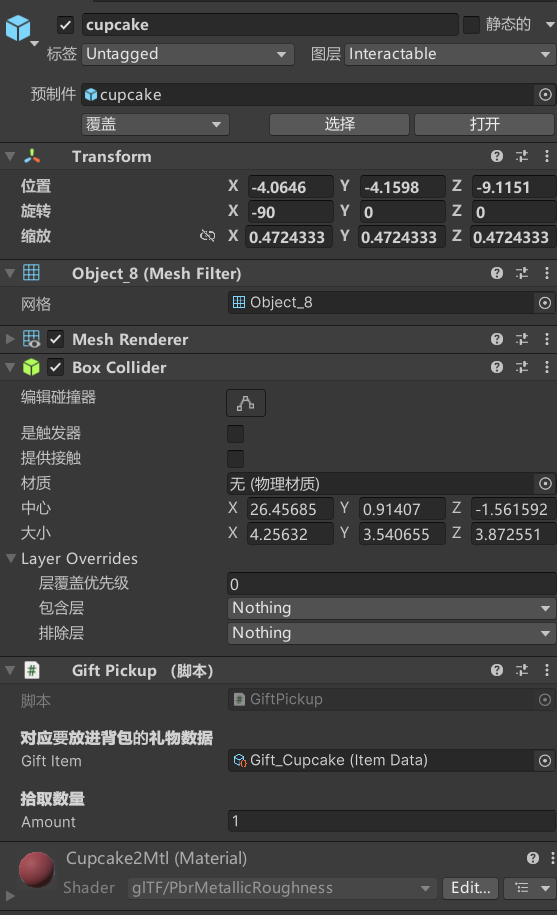 cupcake 静态的
标签 Untagged 图层 Interactable
预制件 cupcake
覆盖 选择 打开
Transform
位置 X -4.0646 Y -4.1598 Z -9.1151
旋转 X -90 Y 0 Z 0
缩放 X 0.4724333 Y 0.4724333 Z 0.4724333
Object_8 (Mesh Filter)
网格 Object_8
Mesh Renderer
Box Collider
编辑碰撞器
是触发器
提供接触
材质 无 (物理材质)
中心 X 26.45685 Y 0.91407 Z -1.561592
大小 X 4.25632 Y 3.540655 Z 3.872551
Layer Overrides
层覆盖优先级 0
包含层 Nothing
排除层 Nothing
# Gift Pickup （脚本）
脚本 # GiftPickup
对应要放进背包的礼物数据
Gift Item Gift_Cupcake (Item Data)
拾取数量
Amount 1
Cupcake2Mtl (Material)
Shader glTF/PbrMetallicRoughness Edit...